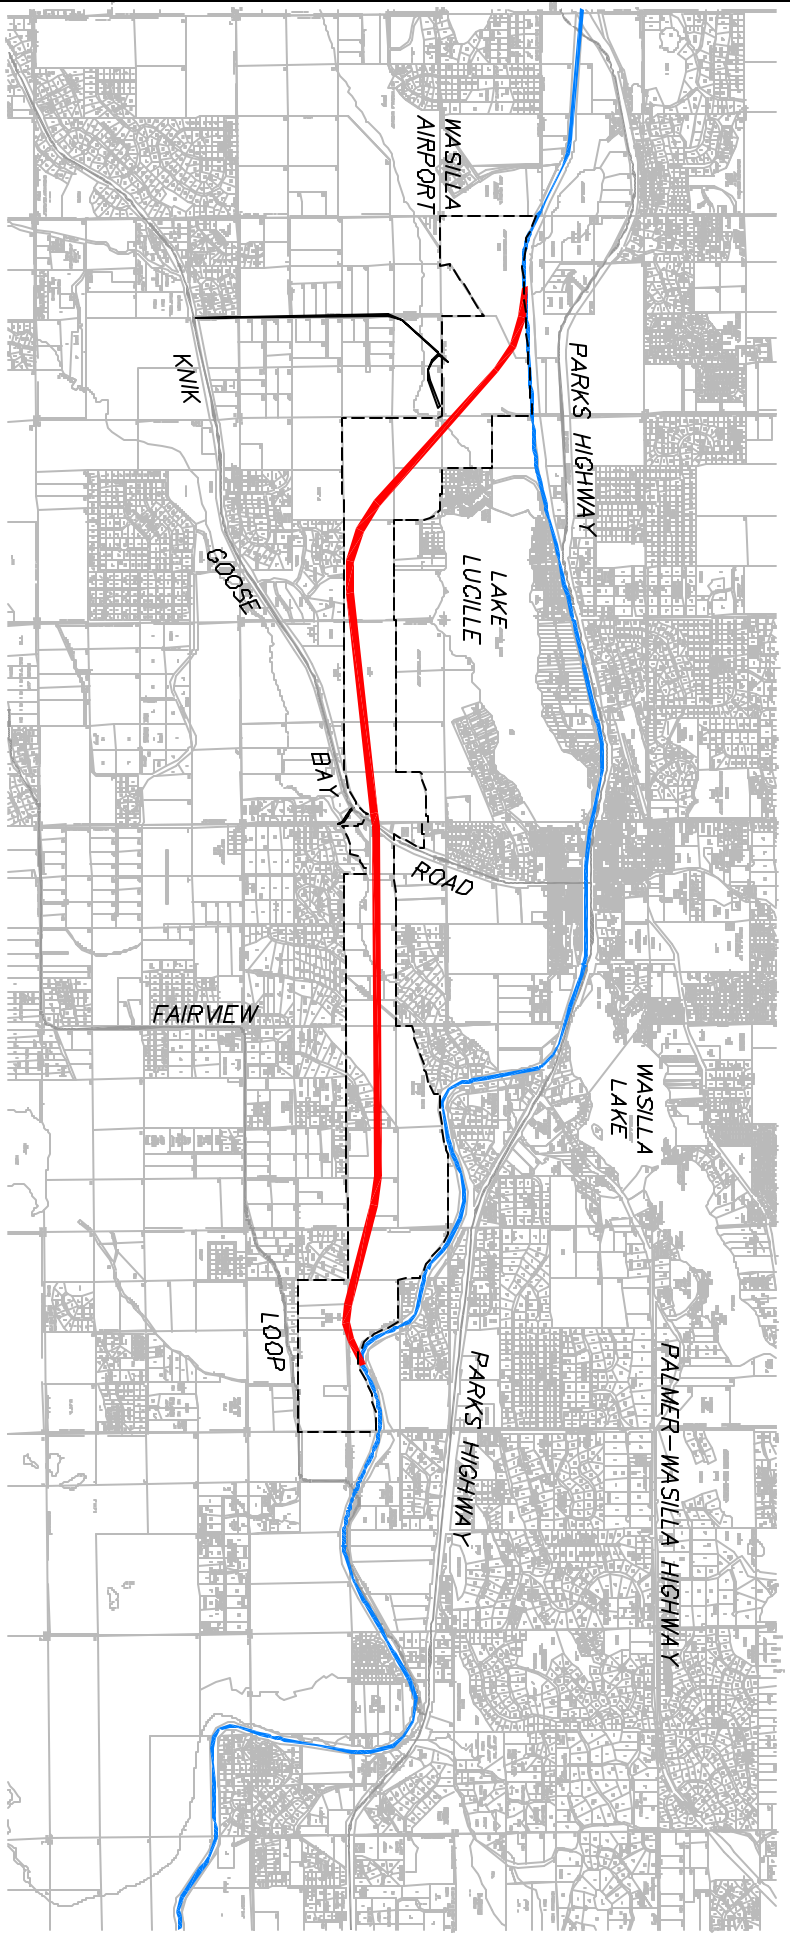 WASILLA
AIRPORT
PARKS HIGHWAY
KNIK
GOOSE
BAY
ROAD
LAKE
LUCILLE
FAIRVIEW
LOOP
WASILLA
LAKE
PARKS HIGHWAY
PALMER-WASILLA HIGHWAY